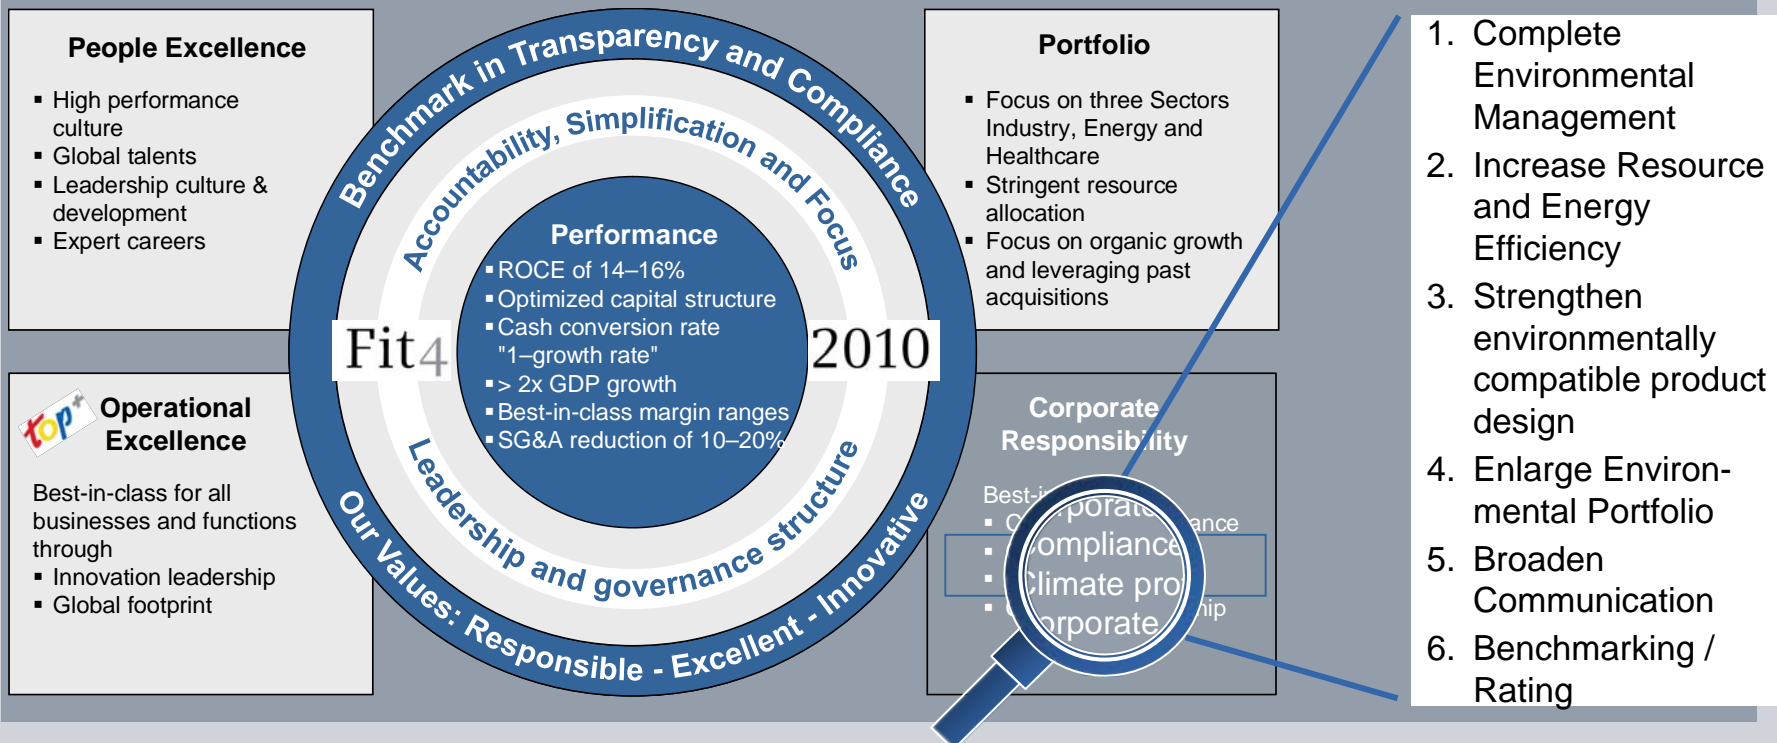 People Excellence
▪ High performance
culture
▪ Global talents
▪ Leadership culture &
development
▪ Expert careers
Benchmark in Transparency and Compliance
Accountability, Simplification and Focus
Fit4
2010
Performance
▪ ROCE of 14–16%
▪ Optimized capital structure
▪ Cash conversion rate
"1–growth rate"
▪ > 2x GDP growth
▪ Best-in-class margin ranges
▪ SG&A reduction of 10–20%
Leadership and governance structure
Our Values: Responsible - Excellent - Innovative
Portfolio
▪ Focus on three Sectors
Industry, Energy and
Healthcare
▪ Stringent resource
allocation
▪ Focus on organic growth
and leveraging past
acquisitions
top+
Operational
Excellence
Best-in-class for all
businesses and functions
through
▪ Innovation leadership
▪ Global footprint
Corporate
Responsibility
Climate
1. Complete
Environmental
Management
2. Increase Resource
and Energy
Efficiency
3. Strengthen
environmentally
compatible product
design
4. Enlarge Environ-
mental Portfolio
5. Broaden
Communication
6. Benchmarking /
Rating